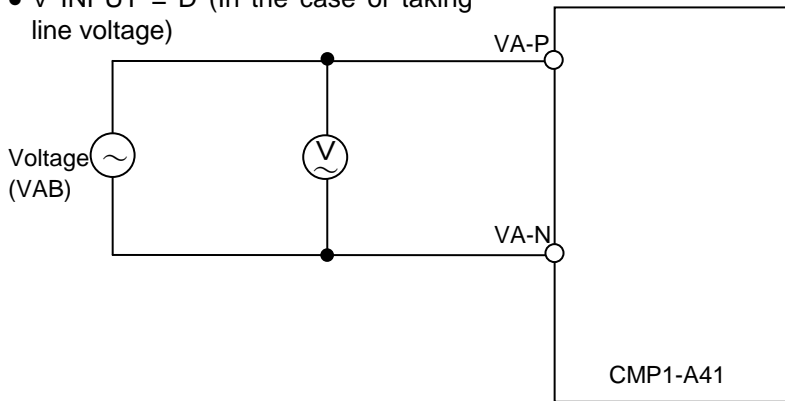 • V INPUT = D (In the case of taking
line voltage)
VA-P
Voltage
(VAB)
V
VA-N
CMP1-A41